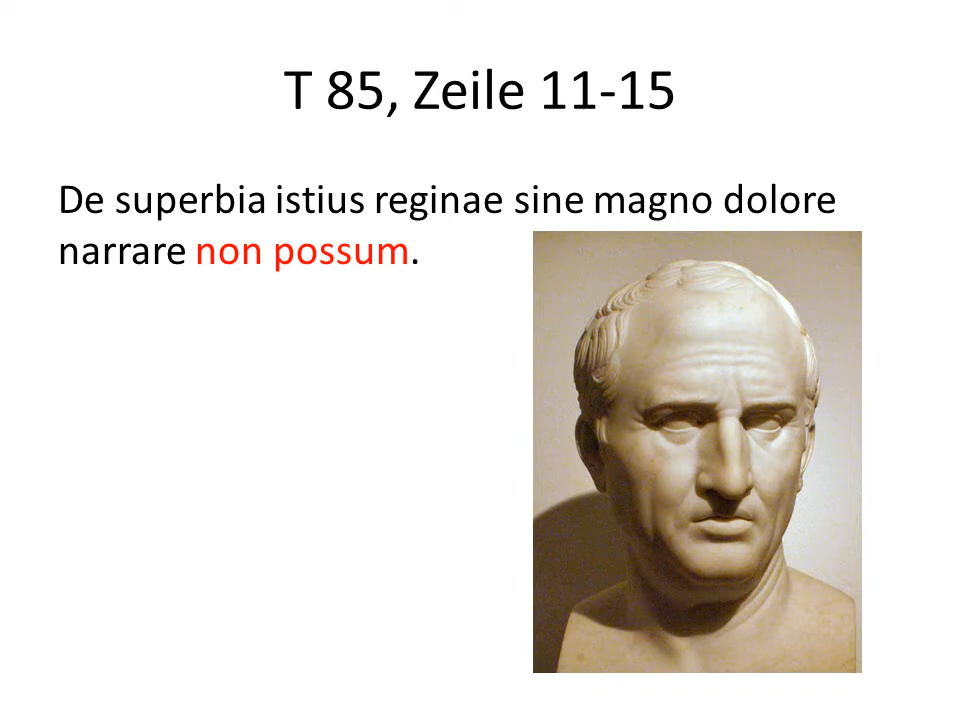 T 85, Zeile 11-15
De superbia istius reginae sine magno dolore
narrare non possum.